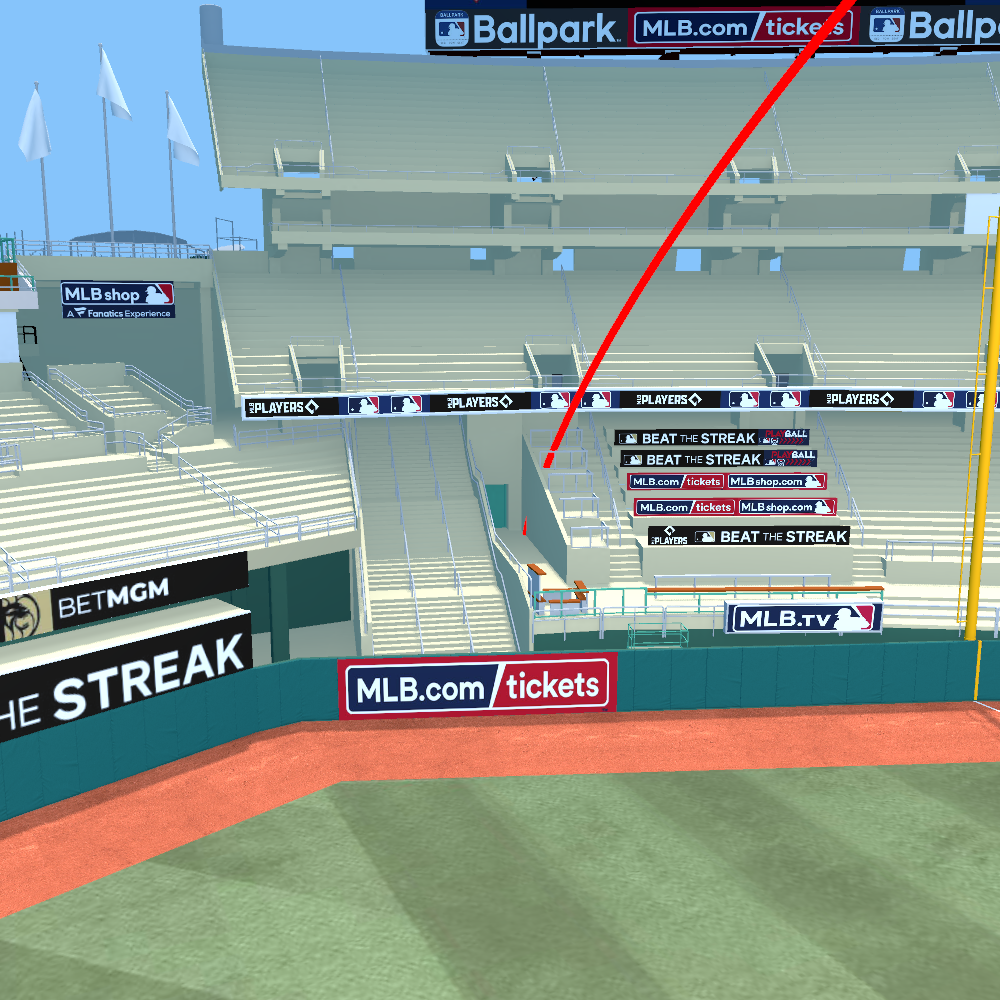 Ballpark
MLB.com/tickets
MLB shop
A Fanatics Experience
PLAYERS
PLAYERS
PLAYERS
PLAYERS
BEAT THE STREAK
BALL
BEAT THE STREAK
BALL
MLB.com/tickets
MLBshop.com
MLB.com/tickets
MLBshop.com
PLAYERS
BEAT THE STREAK
BETMGM
MLB.TV
STREAK
MLB.com/tickets